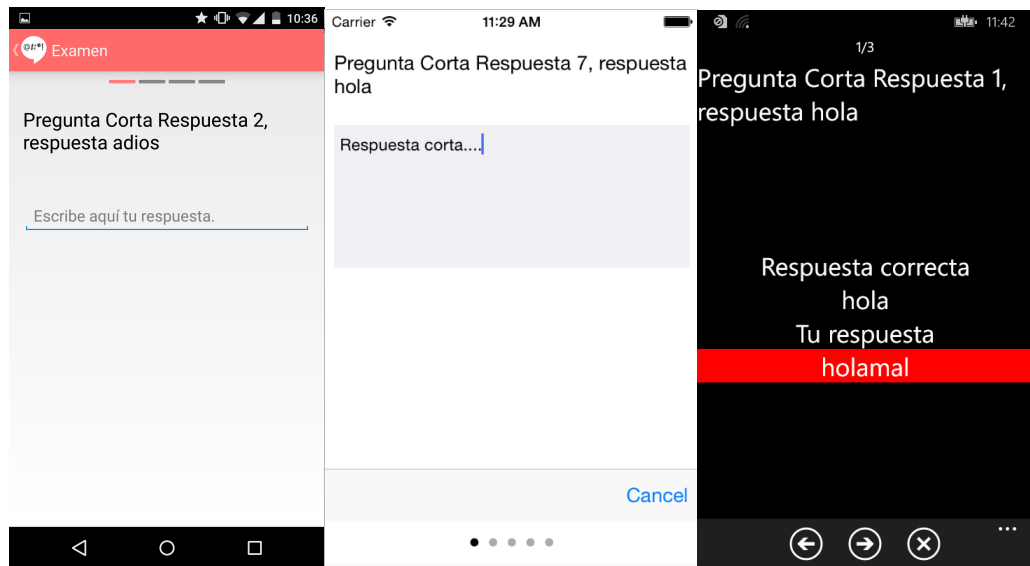 10:36
@#*!
Examen
Pregunta Corta Respuesta 2,
respuesta adios
Escribe aquí tu respuesta.
Carrier
11:29 AM
Pregunta Corta Respuesta 7, respuesta
hola
Respuesta corta....
Cancel
11:42
1/3
Pregunta Corta Respuesta 1,
respuesta hola
Respuesta correcta
hola
Tu respuesta
holamal